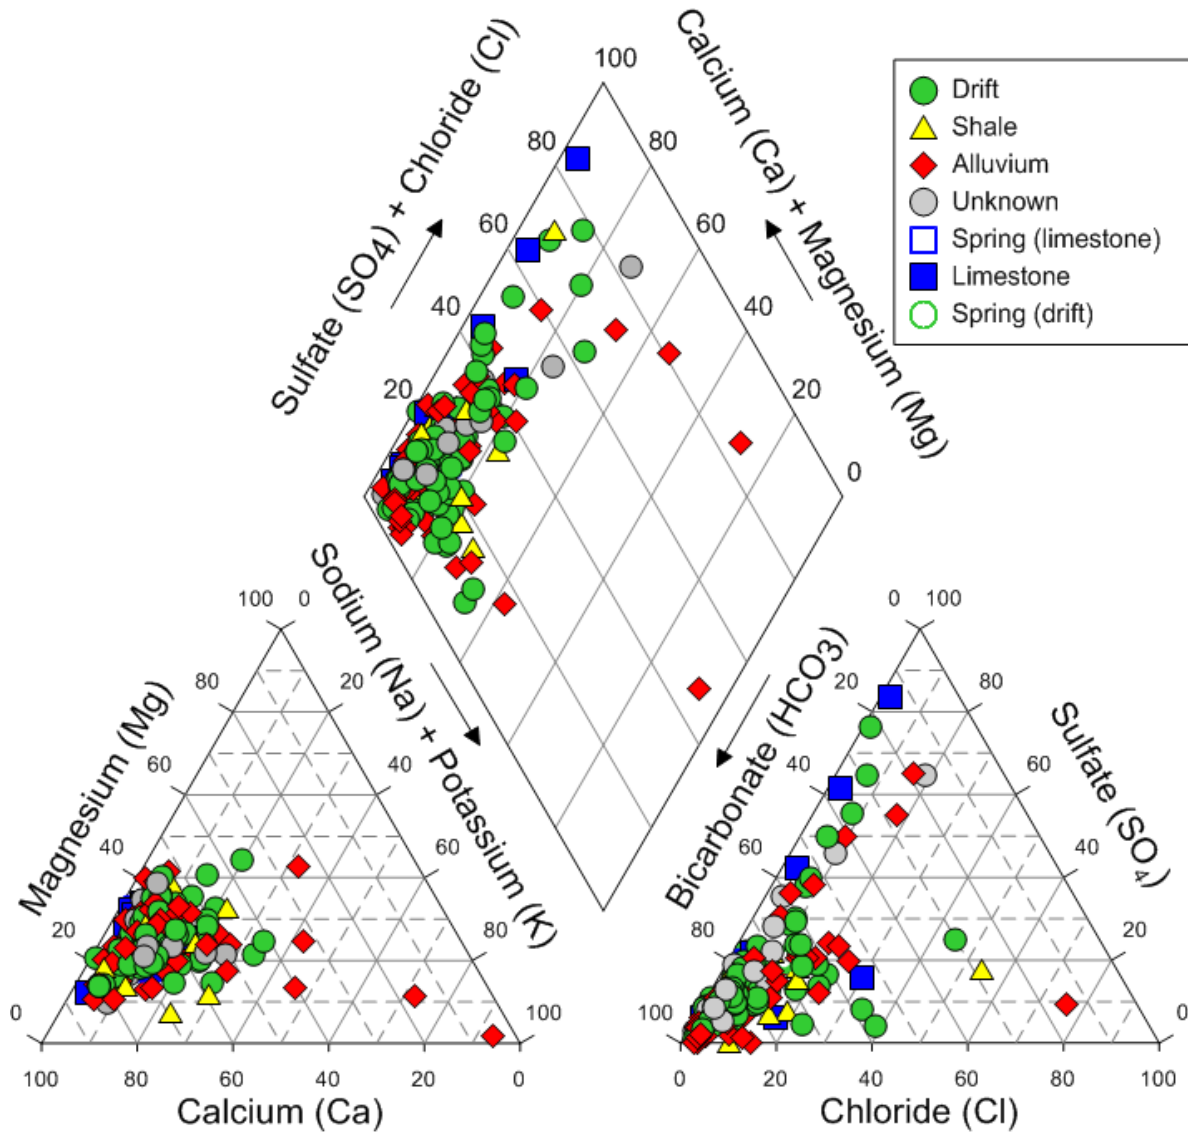 Sulfate (SO4) + Chloride (Cl)
Calcium (Ca) + Magnesium (Mg)
100
80
80
60
60
40
40
20
20
0
Drift
Shale
Alluvium
Unknown
Spring (limestone)
Limestone
Spring (drift)
Sodium (Na) + Potassium (K)
Bicarbonate (HCO3)
Magnesium (Mg)
Sulfate (SO₄)
100 0
80
20
60
40
40
60
20
80
0
100
100
80
60
40
20
0
Calcium (Ca)
0 100
20
80
40
60
60
40
80
20
100
0
0
20
40
60
80
100
Chloride (Cl)